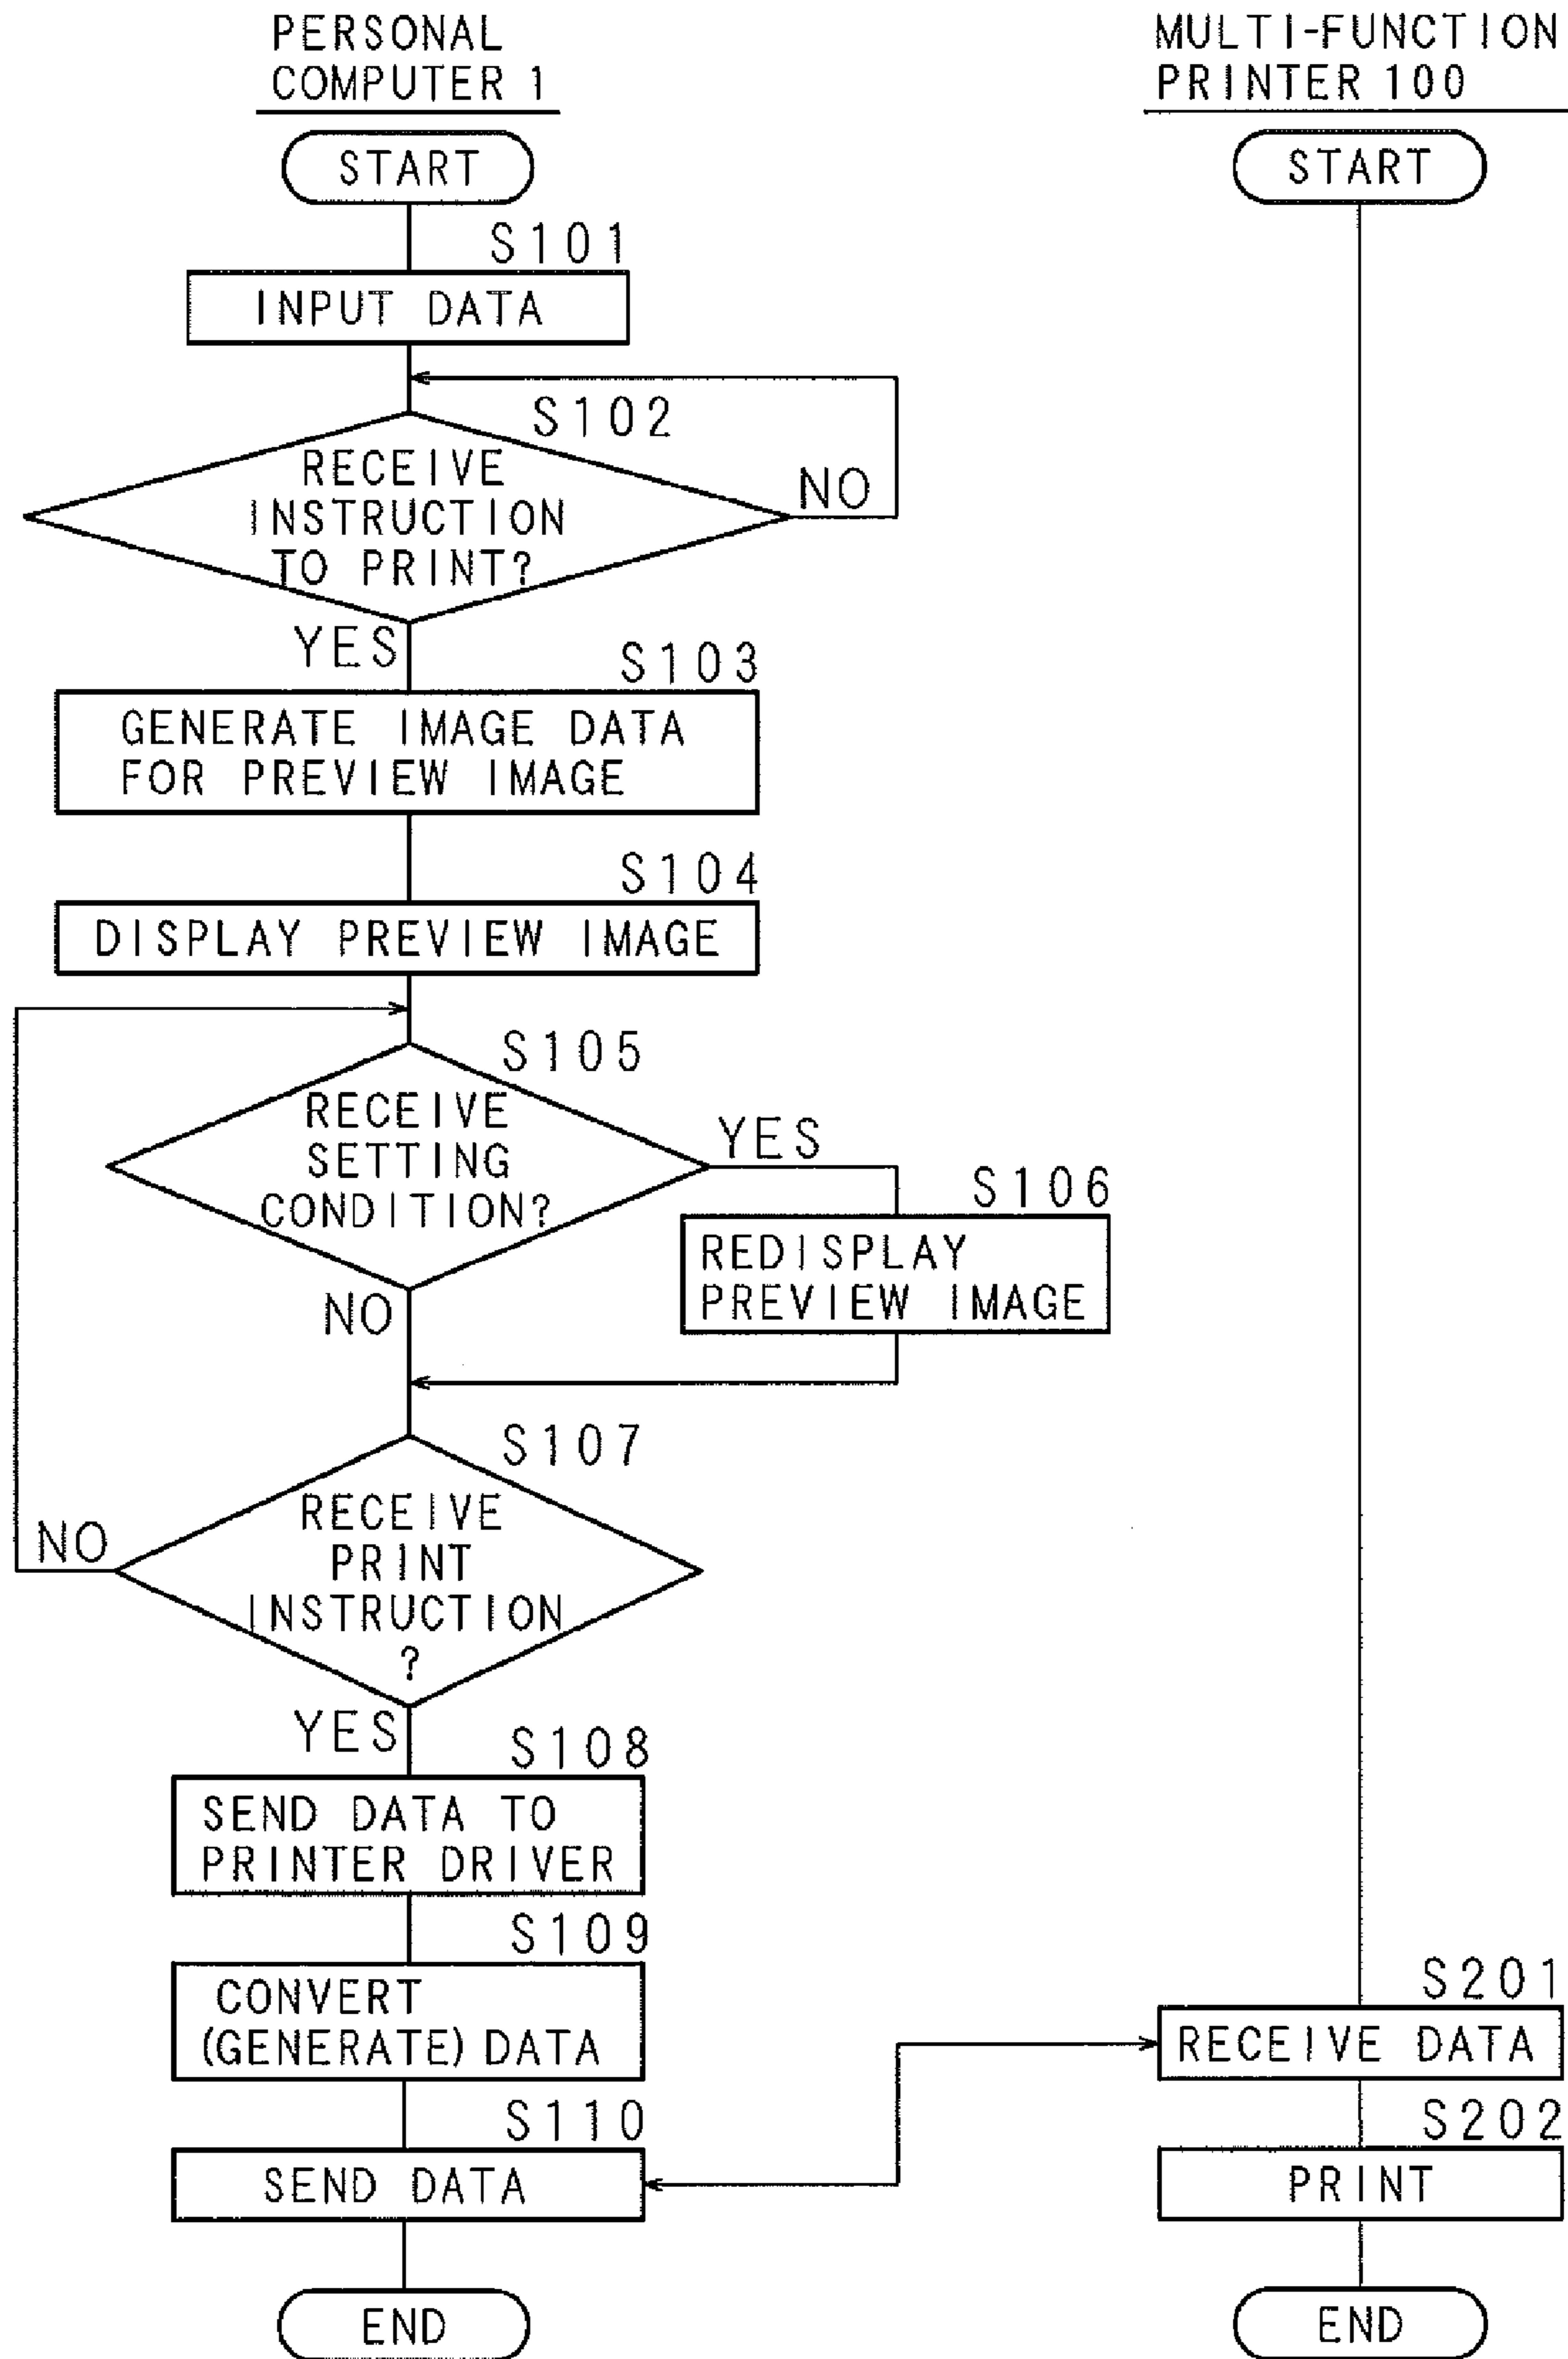 PERSONAL
COMPUTER 1
START
S101
INPUT DATA
S102
RECEIVE
INSTRUCTION
TO PRINT?
NO
YES
S103
GENERATE IMAGE DATA
FOR PREVIEW IMAGE
S104
DISPLAY PREVIEW IMAGE
S105
RECEIVE
SETTING
CONDITION?
YES
S106
REDISPLAY
PREVIEW IMAGE
NO
S107
RECEIVE
PRINT
INSTRUCTION
?
NO
YES
S108
SEND DATA TO
PRINTER DRIVER
S109
CONVERT
(GENERATE) DATA
S110
SEND DATA
END
MULTI-FUNCTION
PRINTER 100
START
S201
RECEIVE DATA
S202
PRINT
END